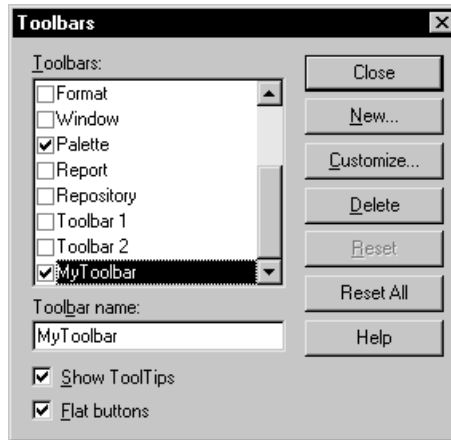 Toolbars
Toolbars:
Format
Window
Palette
Report
Repository
Toolbar 1
Toolbar 2
MyToolbar
Toolbar name:
MyToolbar
Show ToolTips
Flat buttons
Close
New...
Customize...
Delete
Reset
Reset All
Help